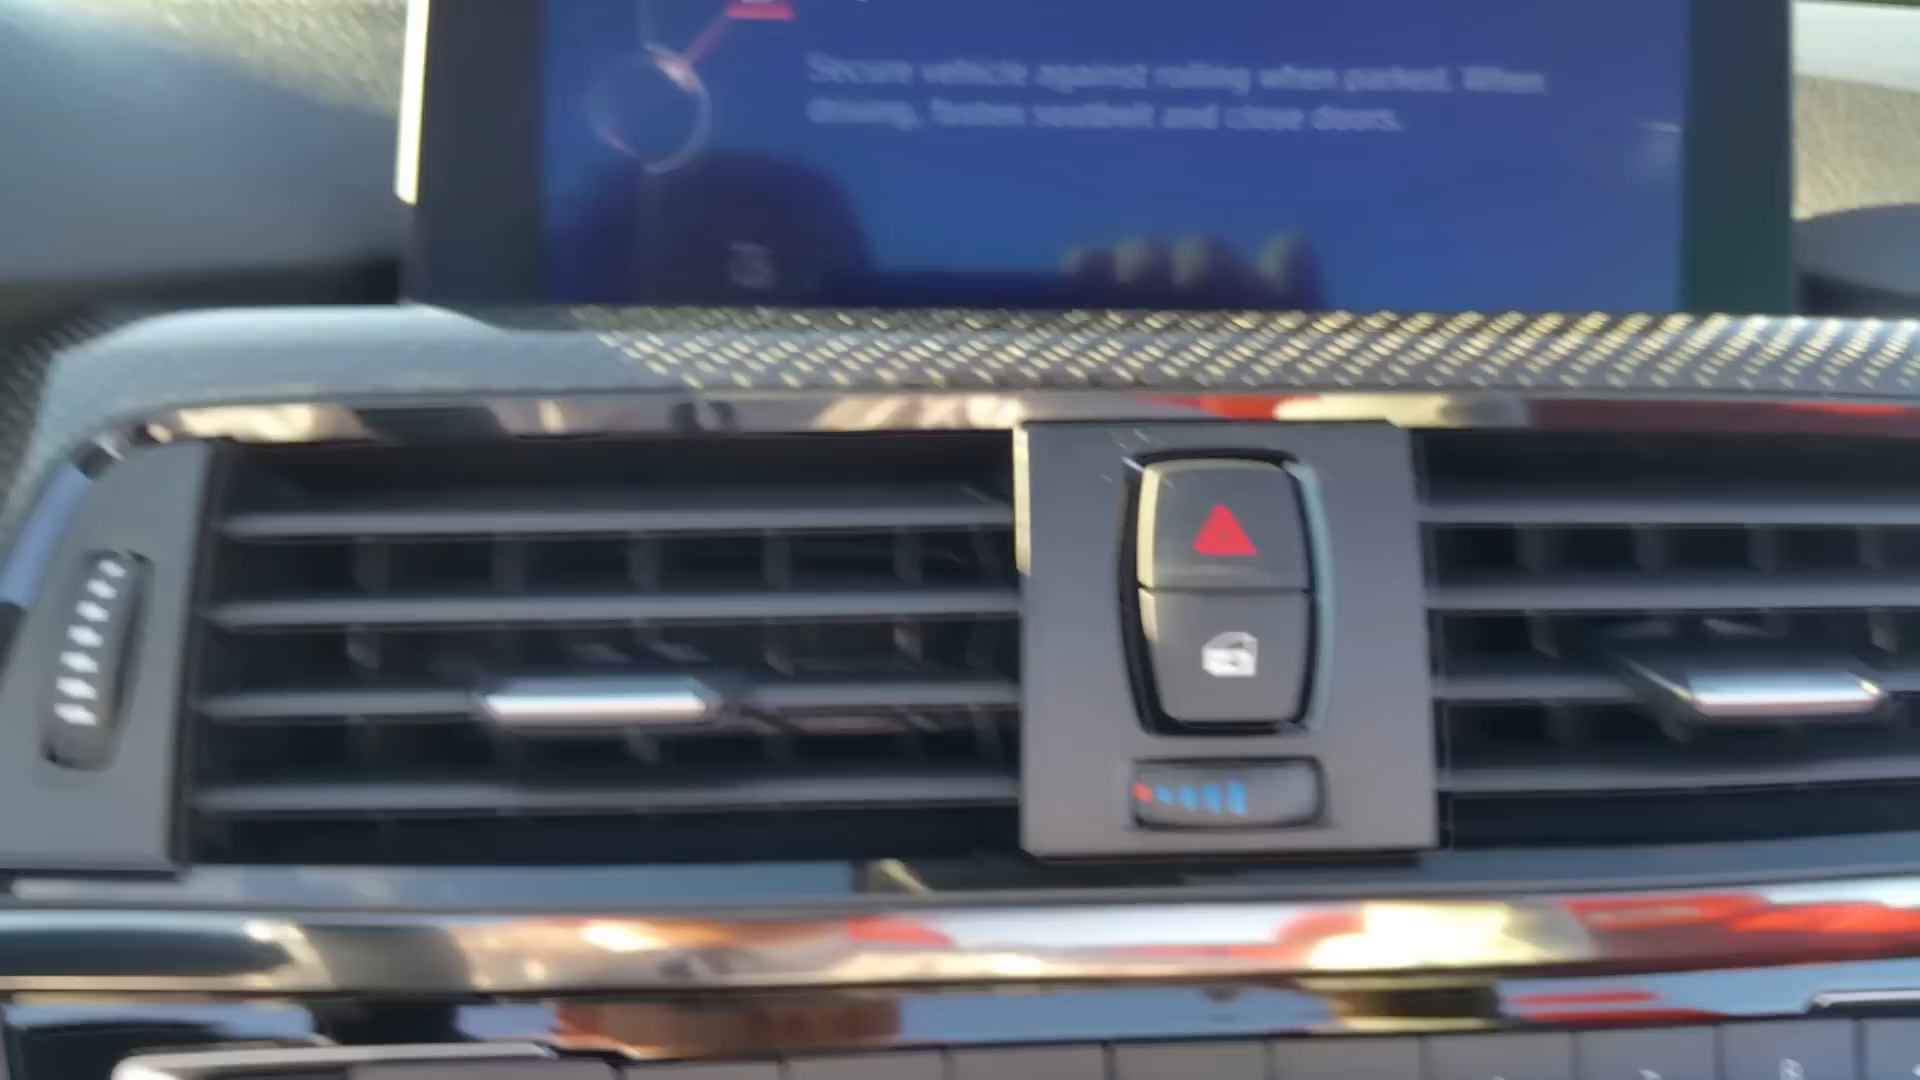 Secure vehicle against rolling when parked. When
driving, fasten seatbelt and close doors.